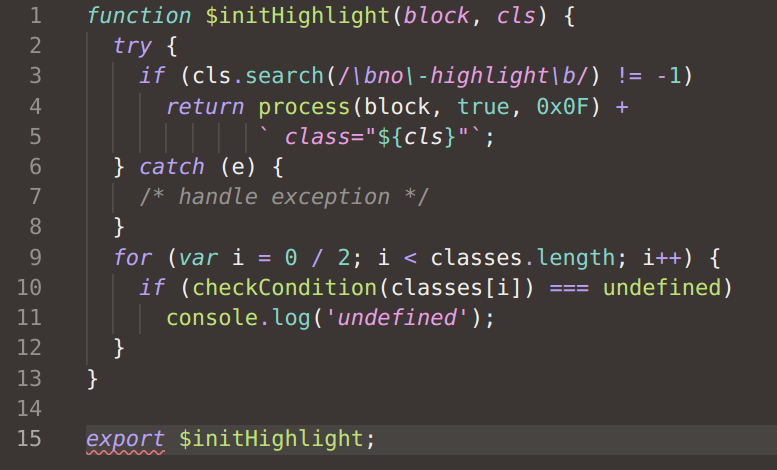 1 function $initHighlight(block, cls) {
2   try {
3     if (cls.search(/\bno\-highlight\b/) != -1)
4       return process(block, true, 0x0F) +
5              ` class="${cls}"`;
6   } catch (e) {
7     /* handle exception */
8   }
9   for (var i = 0 / 2; i < classes.length; i++) {
10     if (checkCondition(classes[i]) === undefined)
11       console.log('undefined');
12   }
13 }
14
15 export $initHighlight;